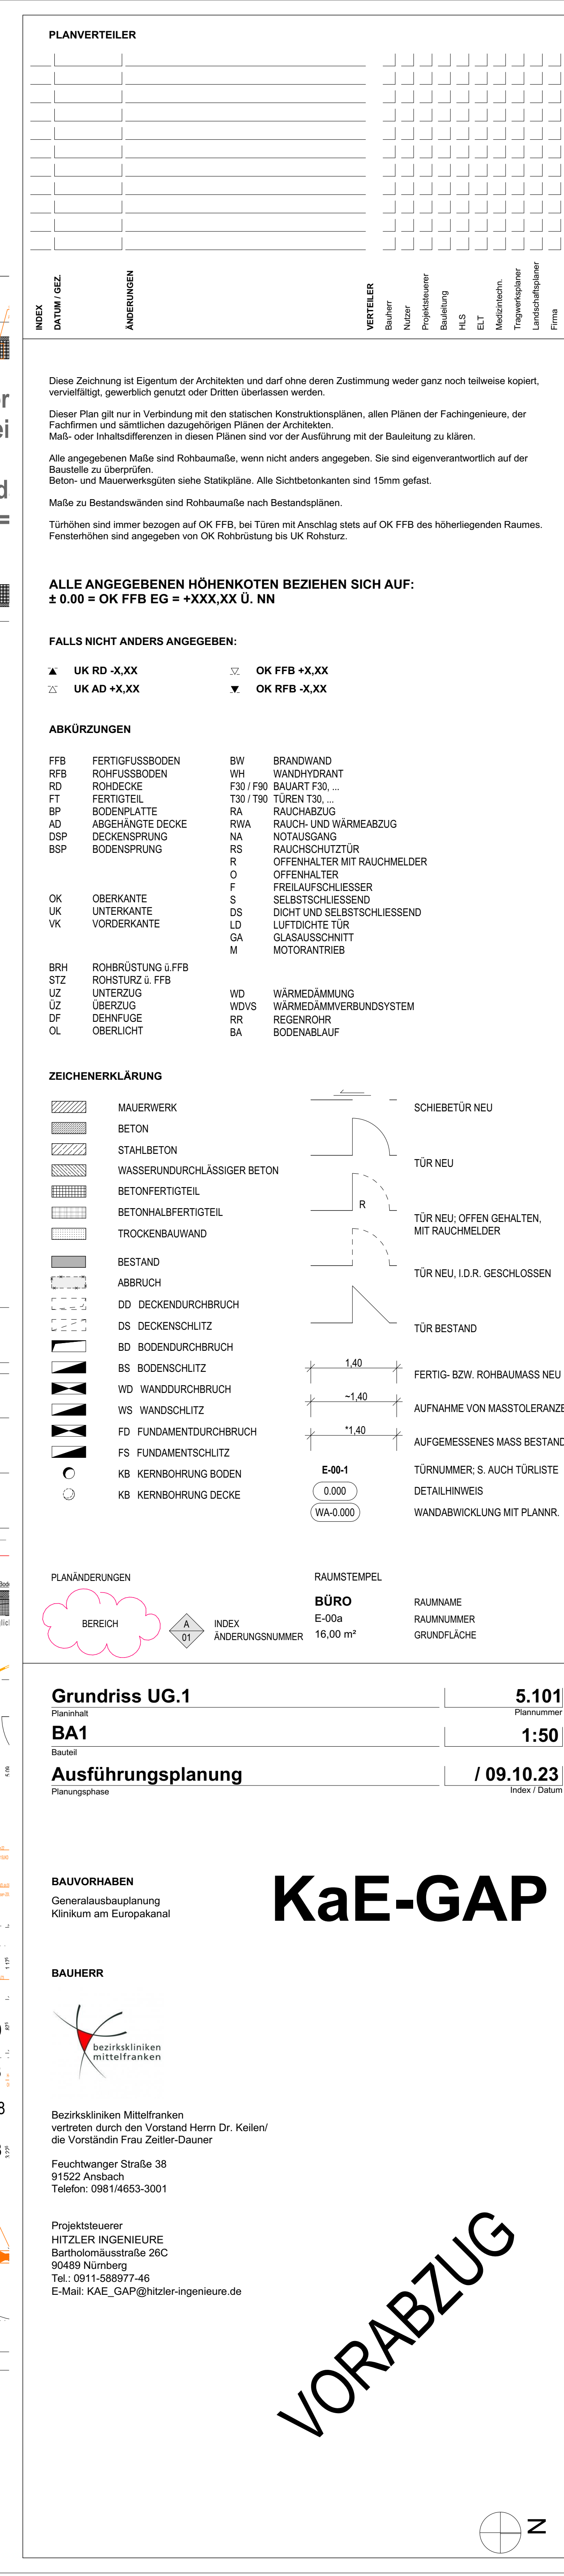 PLANVERTEILER
INDEX
DATUM / GEZ.
ÄNDERUNGEN
VERTEILER
Bauherr
Nutzer
Projektsteuerer
Bauleitung
HLS
ELT
Medizintechn.
Tragwerksplaner
Landschaftsplaner
Firma
Diese Zeichnung ist Eigentum der Architekten und darf ohne deren Zustimmung weder ganz noch teilweise kopiert,
vervielfältigt, gewerblich genutzt oder Dritten überlassen werden.
Dieser Plan gilt nur in Verbindung mit den statischen Konstruktionsplänen, allen Plänen der Fachingenieure, der
Fachfirmen und sämtlichen dazugehörigen Plänen der Architekten.
Maß- oder Inhaltsdifferenzen in diesen Plänen sind vor der Ausführung mit der Bauleitung zu klären.
Alle angegebenen Maße sind Rohbaumaße, wenn nicht anders angegeben. Sie sind eigenverantwortlich auf der
Baustelle zu überprüfen.
Beton- und Mauerwerksgüten siehe Statikpläne. Alle Sichtbetonkanten sind 15mm gefast.
Maße zu Bestandswänden sind Rohbaumaße nach Bestandsplänen.
Türhöhen sind immer bezogen auf OK FFB, bei Türen mit Anschlag stets auf OK FFB des höherliegenden Raumes.
Fensterhöhen sind angegeben von OK Rohbrüstung bis UK Rohsturz.
ALLE ANGEGEBENEN HÖHENKOTEN BEZIEHEN SICH AUF:
± 0.00 = OK FFB EG = +XXX,XX Ü. NN
FALLS NICHT ANDERS ANGEGEBEN:
UK RD -X,XX
OK FFB +X,XX
UK AD +X,XX
OK RFB -X,XX
ABKÜRZUNGEN
FFB FERTIGFUSSBODEN
RFB ROHFUSSBODEN
RD ROHDECKE
FT FERTIGTEIL
BP BODENPLATTE
AD ABGEHÄNGTE DECKE
DSP DECKENSPRUNG
BSP BODENSPRUNG
OK OBERKANTE
UK UNTERKANTE
VK VORDERKANTE
BRH ROHBRÜSTUNG ü.FFB
STZ ROHSTURZ ü. FFB
UZ UNTERZUG
ÜZ ÜBERZUG
DF DEHNFUGE
OL OBERLICHT
BW BRANDWAND
WH WANDHYDRANT
F30 / F90 BAUART F30, ...
T30 / T90 TÜREN T30, ...
RA RAUCHABZUG
RWA RAUCH- UND WÄRMEABZUG
NA NOTAUSGANG
RS RAUCHSCHUTZTÜR
R OFFENHALTER MIT RAUCHMELDER
O OFFENHALTER
F FREILAUFSCHLIESSER
S SELBSTSCHLIESSEND
DS DICHT UND SELBSTSCHLIESSEND
LD LUFTDICHTE TÜR
GA GLASAUSSCHNITT
M MOTORANTRIEB
WD WÄRMEDÄMMUNG
WDVS WÄRMEDÄMMVERBUNDSYSTEM
RR REGENROHR
BA BODENABLAUF
ZEICHENERKLÄRUNG
MAUERWERK
BETON
STAHLBETON
WASSERUNDURCHLÄSSIGER BETON
BETONFERTIGTEIL
BETONHALBFERTIGTEIL
TROCKENBAUWAND
BESTAND
ABBRUCH
DD DECKENDURCHBRUCH
DS DECKENSCHLITZ
BD BODENDURCHBRUCH
BS BODENSCHLITZ
WD WANDDURCHBRUCH
WS WANDSCHLITZ
FD FUNDAMENTDURCHBRUCH
FS FUNDAMENTSCHLITZ
KB KERNBOHRUNG BODEN
KB KERNBOHRUNG DECKE
SCHIEBETÜR NEU
TÜR NEU
R
TÜR NEU; OFFEN GEHALTEN,
MIT RAUCHMELDER
TÜR NEU, I.D.R. GESCHLOSSEN
TÜR BESTAND
1,40 FERTIG- BZW. ROHBAUMASS NEU
~1,40 AUFNAHME VON MASSTOLERANZE
*1,40 AUFGEMESSENES MASS BESTAND
E-00-1 TÜRNUMMER; S. AUCH TÜRLISTE
0.000 DETAILHINWEIS
WA-0.000 WANDABWICKLUNG MIT PLANNR.
PLANÄNDERUNGEN
BEREICH
A
01
INDEX
ÄNDERUNGSNUMMER
RAUMSTEMPEL
BÜRO RAUMNAME
E-00a RAUMNUMMER
16,00 m² GRUNDFLÄCHE
Grundriss UG.1 5.101
Planinhalt Plannummer
BA1 1:50
Bauteil
Ausführungsplanung / 09.10.23
Planungsphase Index / Datum
BAUVORHABEN
Generalausbauplanung
Klinikum am Europakanal
KaE-GAP
BAUHERR
bezirkskliniken
mittelfranken
Bezirkskliniken Mittelfranken
vertreten durch den Vorstand Herrn Dr. Keilen/
die Vorständin Frau Zeitler-Dauner
Feuchtwanger Straße 38
91522 Ansbach
Telefon: 0981/4653-3001
Projektsteuerer
HITZLER INGENIEURE
Bartholomäusstraße 26C
90489 Nürnberg
Tel.: 0911-588977-46
E-Mail: KAE_GAP@hitzler-ingenieure.de
VORABZUG
N